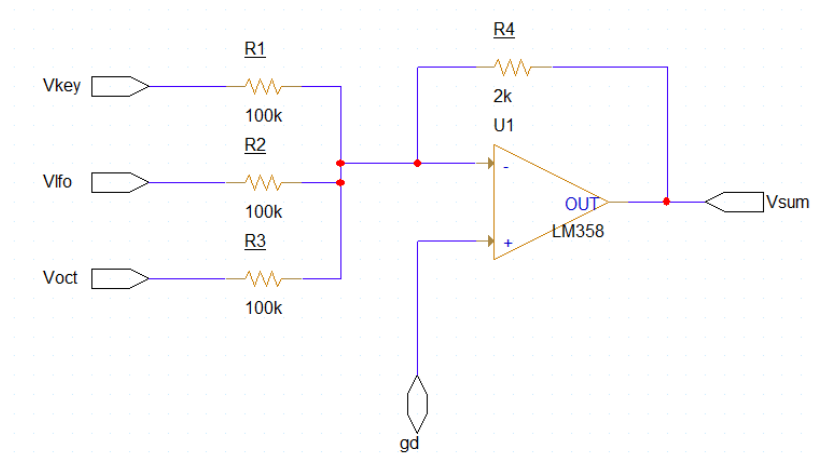 R1
R4
Vkey
100k
2k
R2
U1
Vlfo
-
100k
OUT
Vsum
R3
LM358
+
Voct
100k
gd